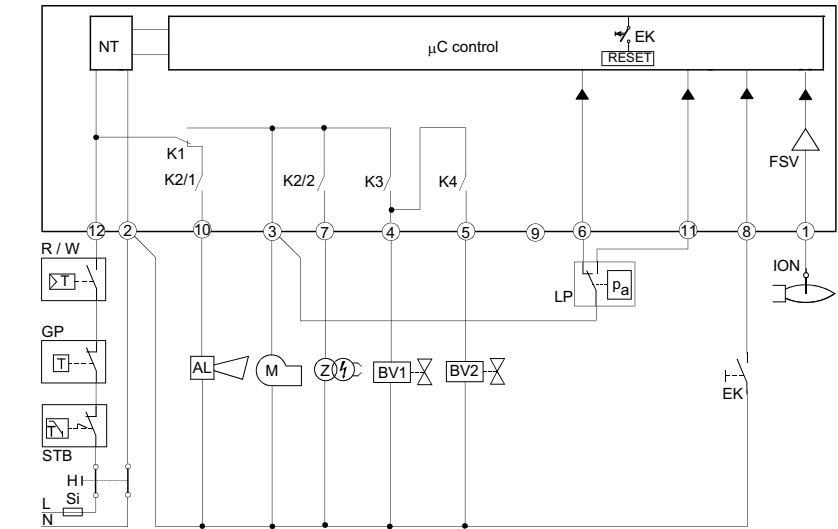 NT
μC control
EK
RESET
FSV
K1
K2/1
K2/2
K3
K4
12
2
10
3
7
4
5
9
6
11
8
1
R / W
T
GP
T
STB
T
LP
pa
ION
AL
M
Z
BV1
BV2
EK
H
Si
L
N